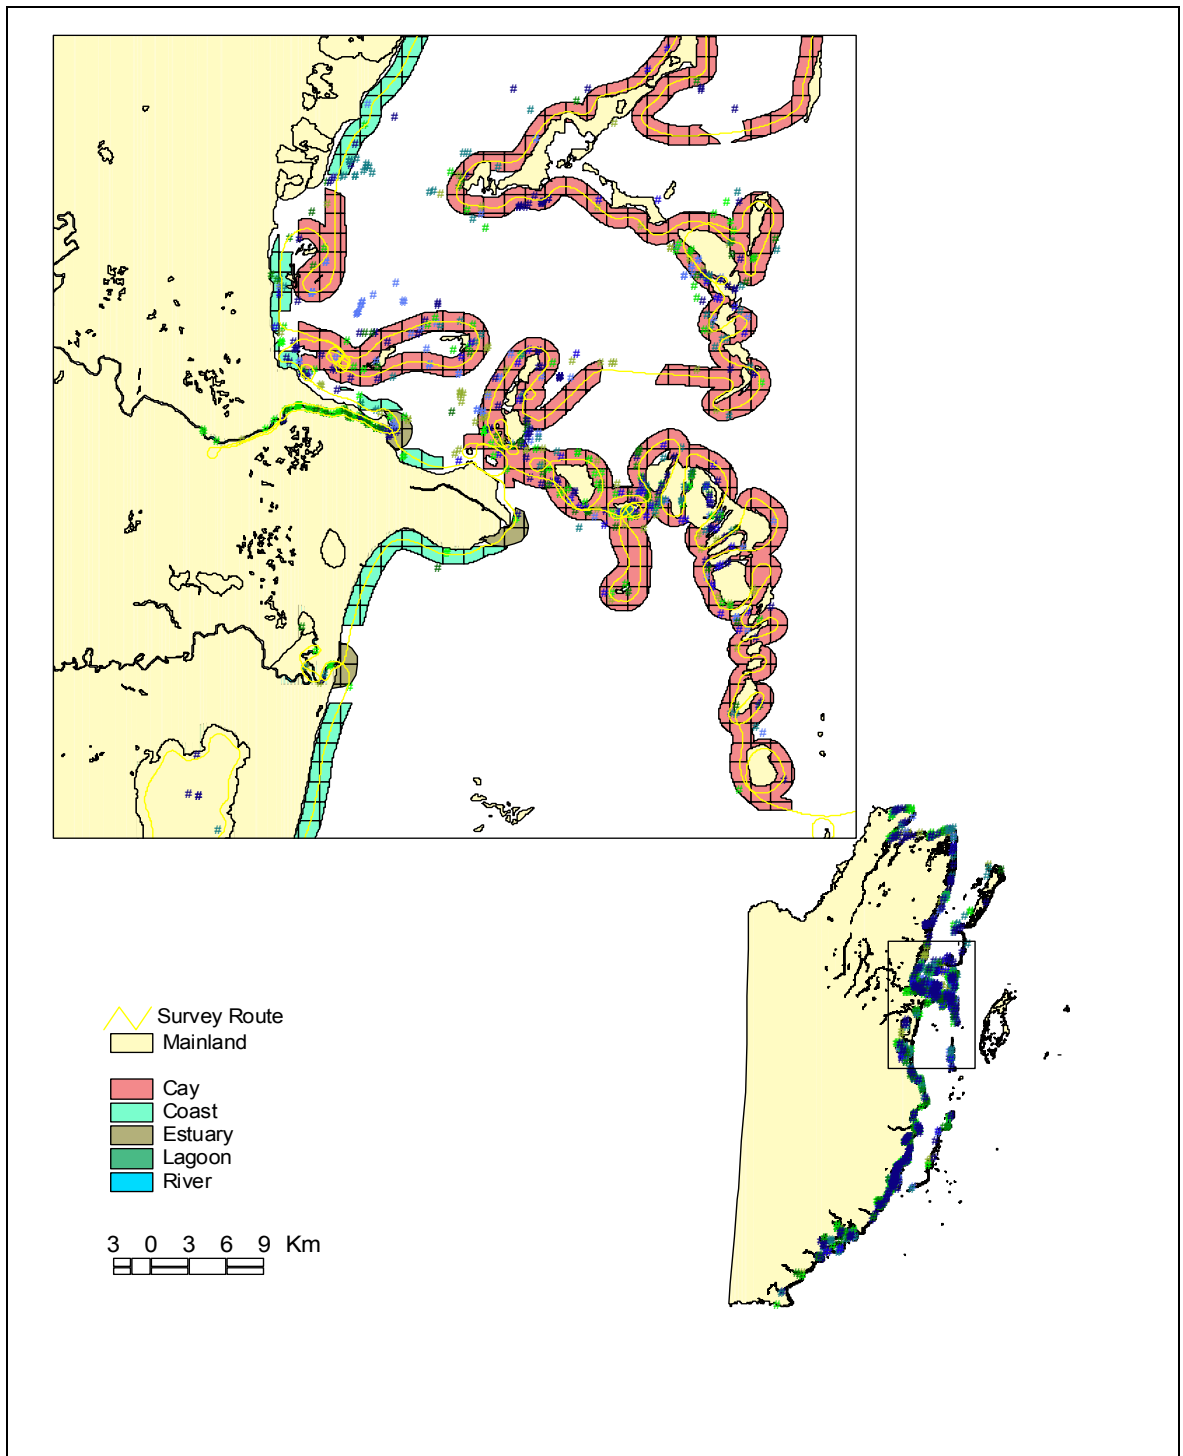 Survey Route
Mainland
Cay
Coast
Estuary
Lagoon
River
3 0 3 6 9 Km